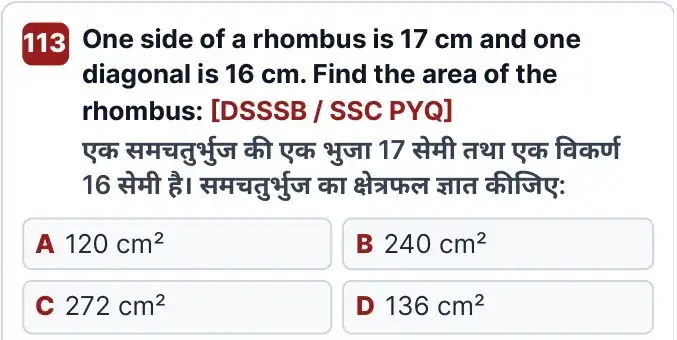 113 One side of a rhombus is 17 cm and one
diagonal is 16 cm. Find the area of the
rhombus: [DSSSB / SSC PYQ]
एक समचतुर्भुज की एक भुजा 17 सेमी तथा एक विकर्ण
16 सेमी है। समचतुर्भुज का क्षेत्रफल ज्ञात कीजिए:
A 120 cm²
B 240 cm²
C 272 cm²
D 136 cm²